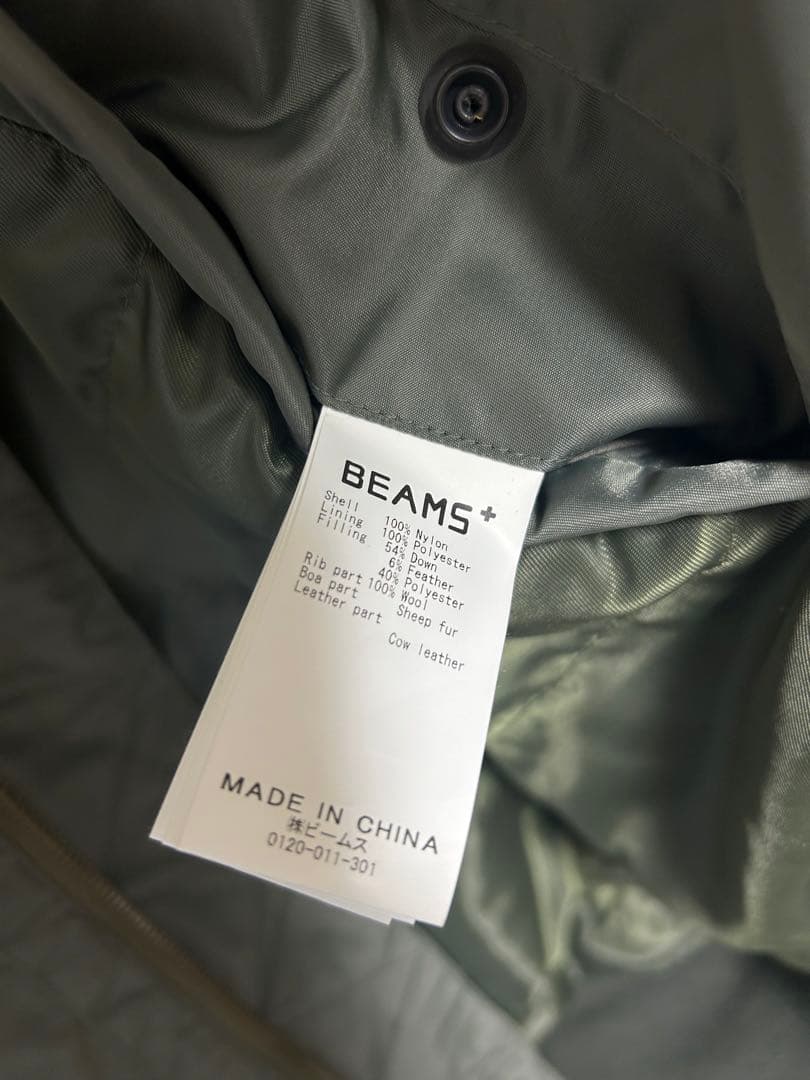 BEAMS+
Shell 100% Nylon
Lining 100% Polyester
Filling 54% Down
6% Feather
40% Polyester
Rib part 100% Wool
Boa part Sheep fur
Leather part Cow leather
MADE IN CHINA
㈱ビームス
0120-011-301